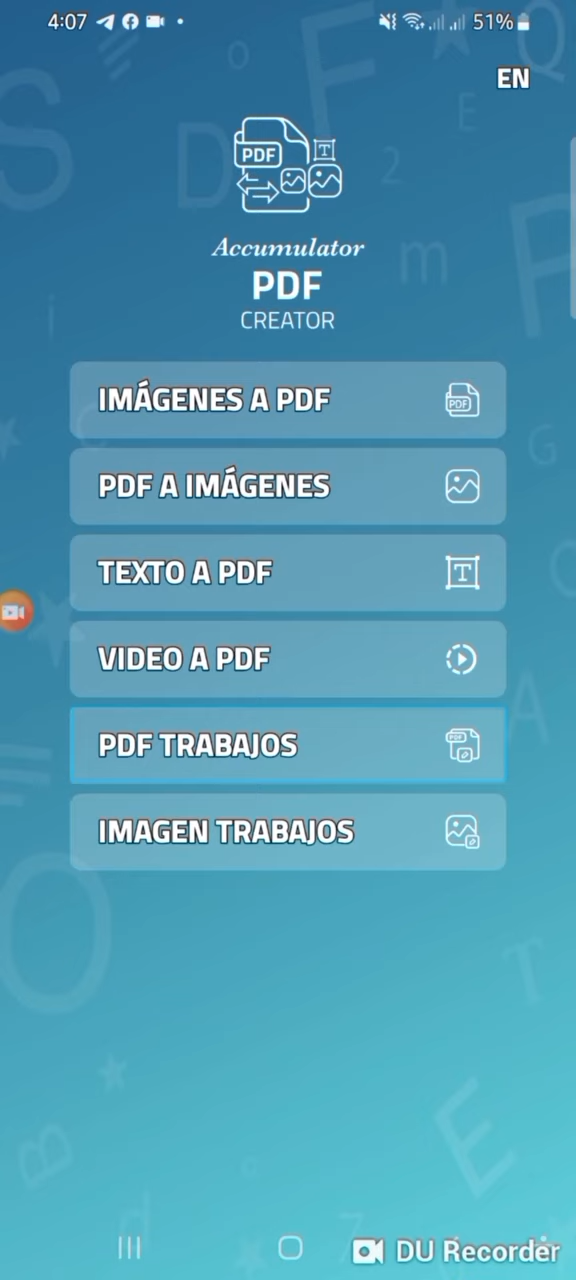 4:07
51%
EN
PDF
T
Accumulator
PDF
CREATOR
IMÁGENES A PDF
PDF
PDF A IMÁGENES
TEXTO A PDF
T
VIDEO A PDF
PDF TRABAJOS
PDF
IMAGEN TRABAJOS
DU Recorder